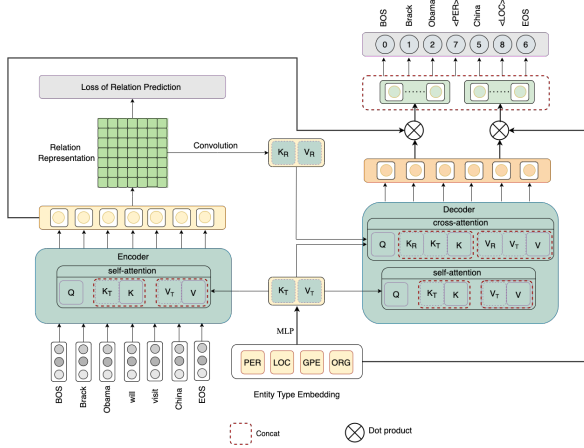 BOS
Brack
Obama
<PER>
China
<LOC>
EOS
0
1
2
7
5
8
6
Loss of Relation Prediction
Relation
Representation
Convolution
K_R V_R
Decoder
cross-attention
Q K_R K_T K V_R V_T V
Encoder
self-attention
Q K_T K V_T V
K_T V_T
self-attention
Q K_T K V_T V
MLP
PER LOC GPE ORG
Entity Type Embedding
BOS
Brack
Obama
will
visit
China
EOS
Concat
Dot product